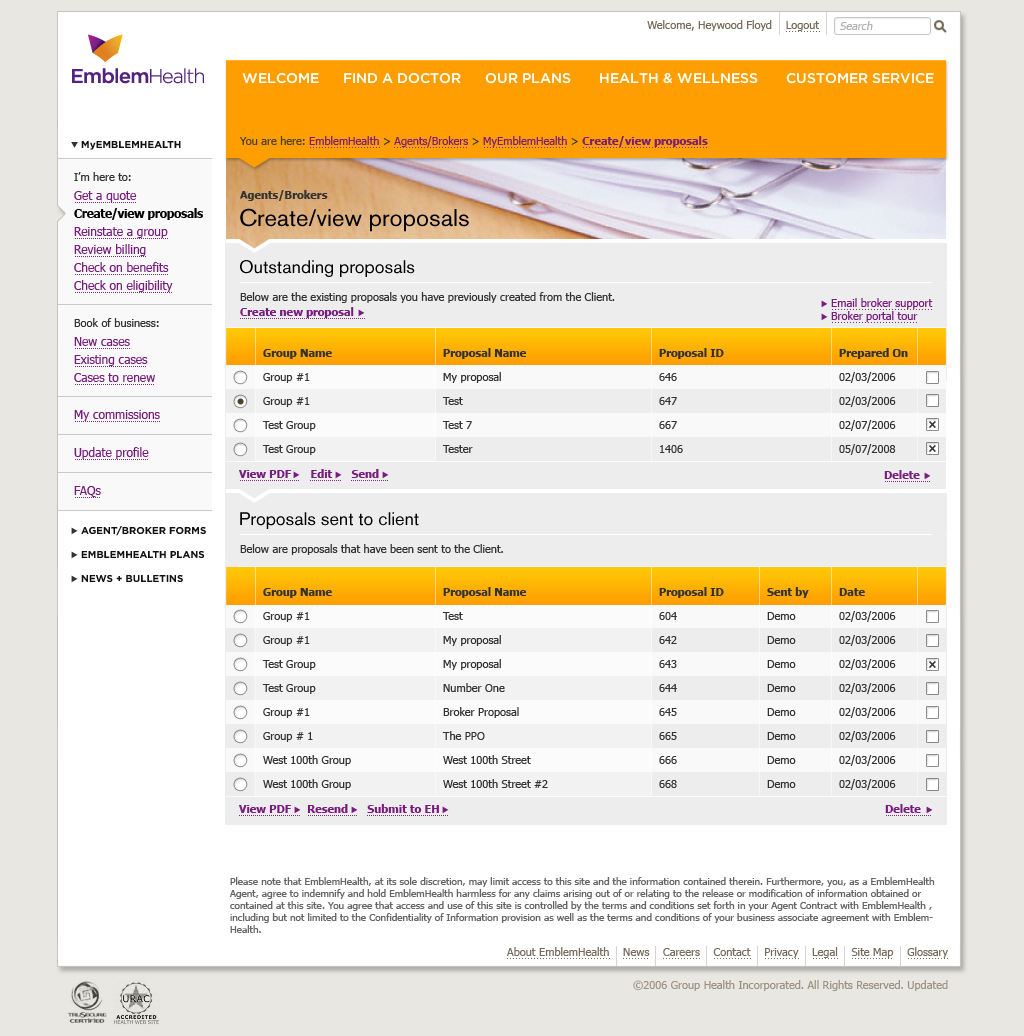 Welcome, Heywood Floyd
Logout
Search
EmblemHealth
WELCOME FIND A DOCTOR OUR PLANS HEALTH & WELLNESS CUSTOMER SERVICE
You are here: EmblemHealth > Agents/Brokers > MyEmblemHealth > Create/view proposals
MyEMBLEMHEALTH
I'm here to:
Get a quote
Create/view proposals
Reinstate a group
Review billing
Check on benefits
Check on eligibility
Book of business:
New cases
Existing cases
Cases to renew
My commissions
Update profile
FAQs
AGENT/BROKER FORMS
EMBLEMHEALTH PLANS
NEWS + BULLETINS
Agents/Brokers
Create/view proposals
Outstanding proposals
Below are the existing proposals you have previously created from the Client.
Create new proposal
Email broker support
Broker portal tour
Group Name Proposal Name Proposal ID Prepared On
Group #1 My proposal 646 02/03/2006
Group #1 Test 647 02/03/2006
Test Group Test 7 667 02/07/2006
Test Group Tester 1406 05/07/2008
View PDF Edit Send Delete
Proposals sent to client
Below are proposals that have been sent to the Client.
Group Name Proposal Name Proposal ID Sent by Date
Group #1 Test 604 Demo 02/03/2006
Group #1 My proposal 642 Demo 02/03/2006
Test Group My proposal 643 Demo 02/03/2006
Test Group Number One 644 Demo 02/03/2006
Group #1 Broker Proposal 645 Demo 02/03/2006
Group # 1 The PPO 665 Demo 02/03/2006
West 100th Group West 100th Street 666 Demo 02/03/2006
West 100th Group West 100th Street #2 668 Demo 02/03/2006
View PDF Resend Submit to EH Delete
Please note that EmblemHealth, at its sole discretion, may limit access to this site and the information contained therein. Furthermore, you, as a EmblemHealth
Agent, agree to indemnify and hold EmblemHealth harmless for any claims arising out of or relating to the release or modification of information obtained or
contained at this site. You agree that access and use of this site is controlled by the terms and conditions set forth in your Agent Contract with EmblemHealth ,
including but not limited to the Confidentiality of Information provision as well as the terms and conditions of your business associate agreement with Emblem-
Health.
About EmblemHealth News Careers Contact Privacy Legal Site Map Glossary
©2006 Group Health Incorporated. All Rights Reserved. Updated
TRUSECURE
CERTIFIED
URAC
ACCREDITED
HEALTH WEB SITE